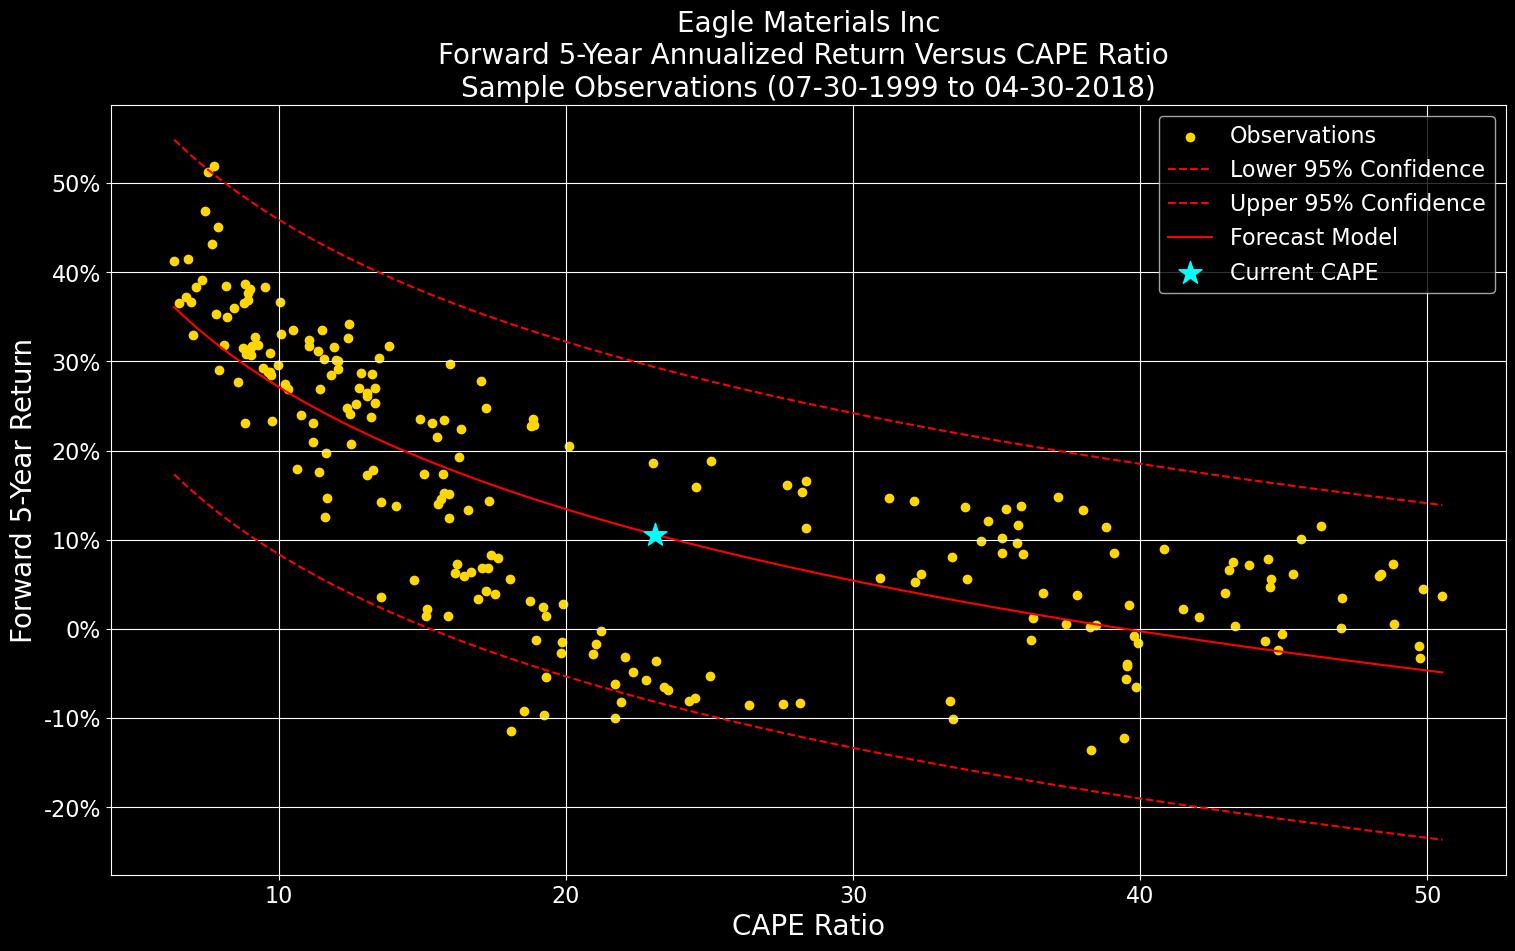 Eagle Materials Inc
Forward 5-Year Annualized Return Versus CAPE Ratio
Sample Observations (07-30-1999 to 04-30-2018)
Observations
Lower 95% Confidence
Upper 95% Confidence
Forecast Model
Current CAPE
Forward 5-Year Return
50%
40%
30%
20%
10%
0%
-10%
-20%
10 20 30 40 50
CAPE Ratio